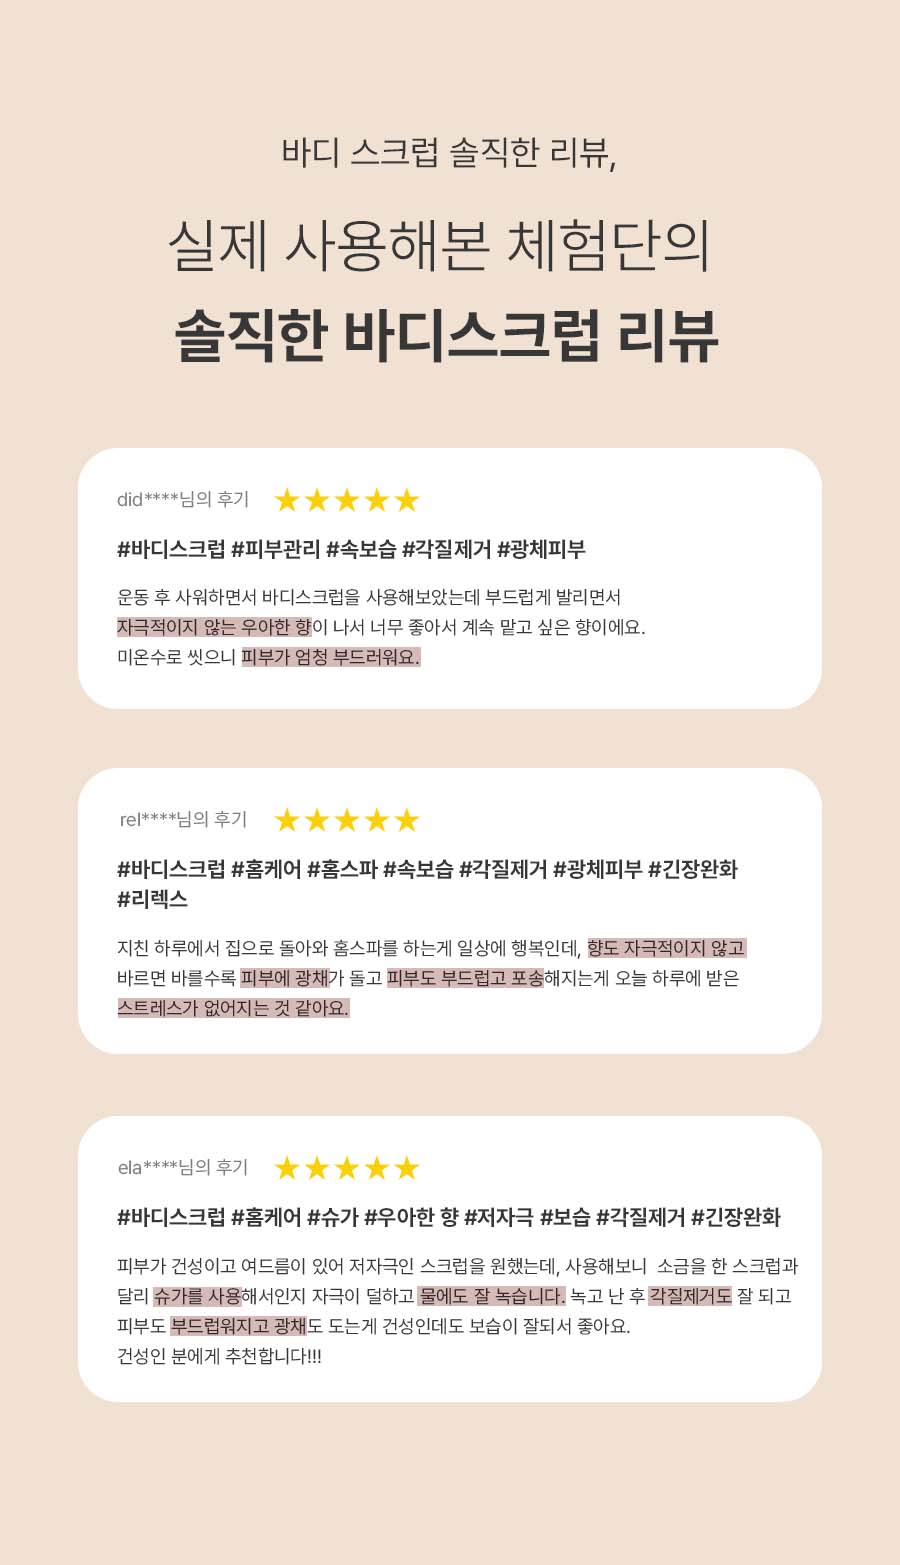 바디 스크럽 솔직한 리뷰,
실제 사용해본 체험단의
솔직한 바디스크럽 리뷰
did****님의 후기 ★★★★★
#바디스크럽 #피부관리 #속보습 #각질제거 #광체피부
운동 후 사워하면서 바디스크럽을 사용해보았는데 부드럽게 발리면서
자극적이지 않는 우아한 향이 나서 너무 좋아서 계속 맡고 싶은 향이에요.
미온수로 씻으니 피부가 엄청 부드러워요.
rel****님의 후기 ★★★★★
#바디스크럽 #홈케어 #홈스파 #속보습 #각질제거 #광체피부 #긴장완화
#리렉스
지친 하루에서 집으로 돌아와 홈스파를 하는게 일상에 행복인데, 향도 자극적이지 않고
바르면 바를수록 피부에 광채가 돌고 피부도 부드럽고 포송해지는게 오늘 하루에 받은
스트레스가 없어지는 것 같아요.
ela****님의 후기 ★★★★★
#바디스크럽 #홈케어 #슈가 #우아한 향 #저자극 #보습 #각질제거 #긴장완화
피부가 건성이고 여드름이 있어 저자극인 스크럽을 원했는데, 사용해보니 소금을 한 스크럽과
달리 슈가를 사용해서인지 자극이 덜하고 물에도 잘 녹습니다. 녹고 난 후 각질제거도 잘 되고
피부도 부드럽워지고 광채도 도는게 건성인데도 보습이 잘되서 좋아요.
건성인 분에게 추천합니다!!!